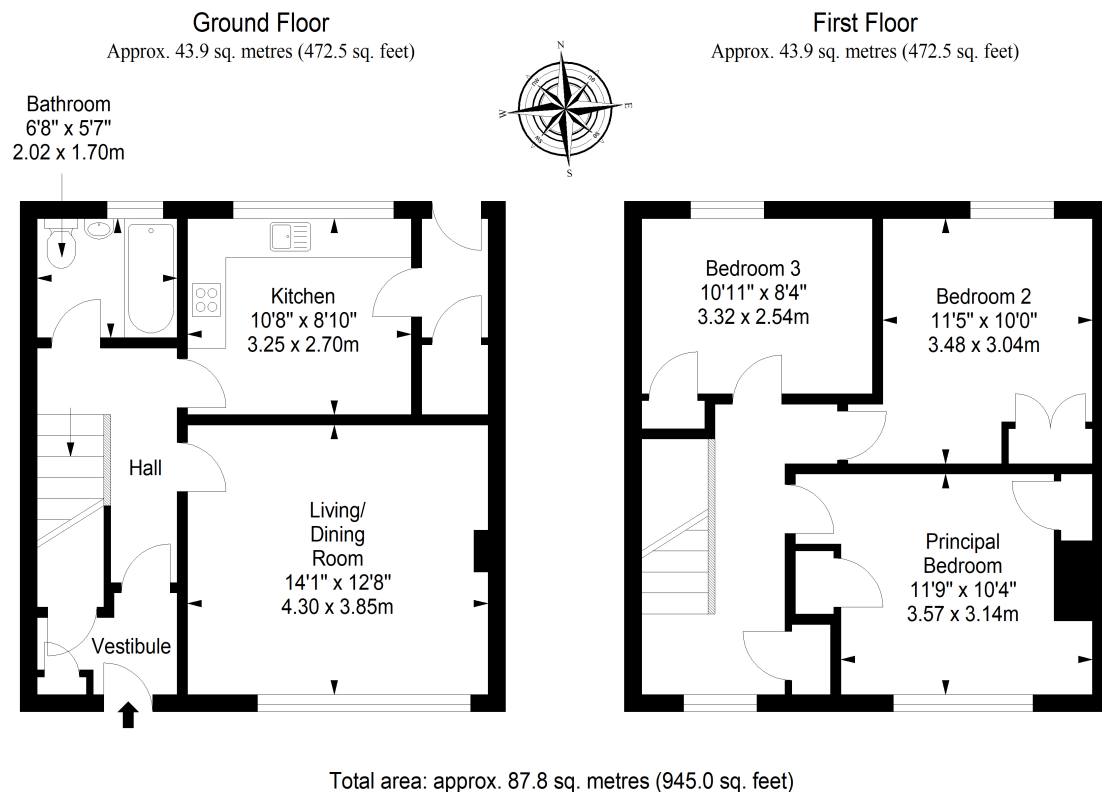 Ground Floor
Approx. 43.9 sq. metres (472.5 sq. feet)
First Floor
Approx. 43.9 sq. metres (472.5 sq. feet)
N
nw
ne
W
E
sw
S
Bathroom
6'8" x 5'7"
2.02 x 1.70m
Kitchen
10'8" x 8'10"
3.25 x 2.70m
Hall
Living/
Dining
Room
14'1" x 12'8"
4.30 x 3.85m
Vestibule
Bedroom 3
10'11" x 8'4"
3.32 x 2.54m
Bedroom 2
11'5" x 10'0"
3.48 x 3.04m
Principal
Bedroom
11'9" x 10'4"
3.57 x 3.14m
Total area: approx. 87.8 sq. metres (945.0 sq. feet)